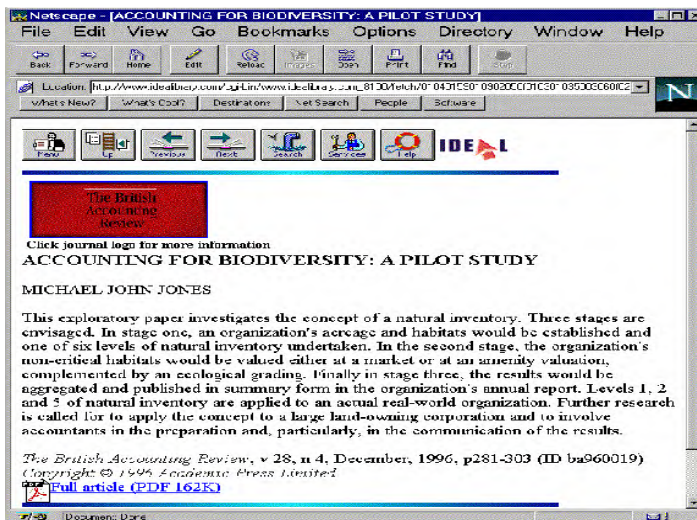 Netscape - [ACCOUNTING FOR BIODIVERSITY: A PILOT STUDY]
File Edit View Go Bookmarks Options Directory Window Help
Back Forward Home Edit Reload Images Open Print Find Stop
Location:
What's New? What's Cool? Destinations Net Search People Software
N
Menu Up Previous Next Search Services Help IDEAL
The British
Accounting
Review
Click journal logo for more information
ACCOUNTING FOR BIODIVERSITY: A PILOT STUDY
MICHAEL JOHN JONES
This exploratory paper investigates the concept of a natural inventory. Three stages are
envisaged. In stage one, an organization's acreage and habitats would be established and
one of six levels of natural inventory undertaken. In the second stage, the organization's
non-critical habitats would be valued either at a market or at an amenity valuation,
complemented by an ecological grading. Finally in stage three, the results would be
aggregated and published in summary form in the organization's annual report. Levels 1, 2
and 5 of natural inventory are applied to an actual real-world organization. Further research
is called for to apply the concept to a large land-owning corporation and to involve
accountants in the preparation and, particularly, in the communication of the results.
The British Accounting Review, v 28, n 4, December, 1996, p281-303 (ID ba960019)
Copyright © 1996 Academic Press Limited
Full article (PDF 162K)
Document: Done